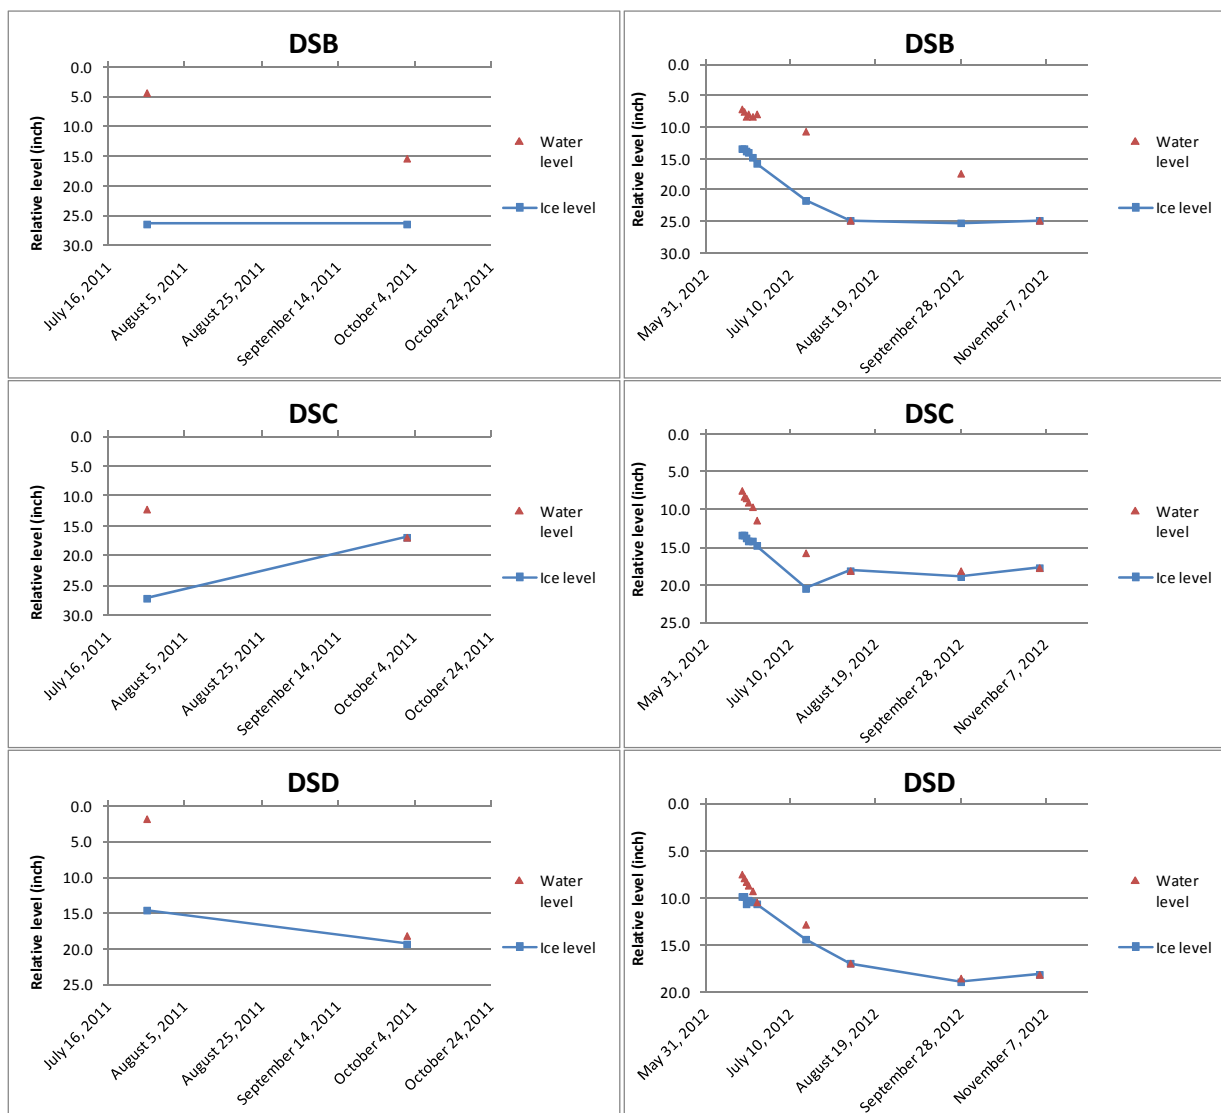 DSB
0.0
5.0
10.0
15.0
20.0
25.0
30.0
Relative level (inch)
July 16, 2011
August 5, 2011
August 25, 2011
September 14, 2011
October 4, 2011
October 24, 2011
Water
level
Ice level
DSB
0.0
5.0
10.0
15.0
20.0
25.0
30.0
Relative level (inch)
May 31, 2012
July 10, 2012
August 19, 2012
September 28, 2012
November 7, 2012
Water
level
Ice level
DSC
0.0
5.0
10.0
15.0
20.0
25.0
30.0
Relative level (inch)
July 16, 2011
August 5, 2011
August 25, 2011
September 14, 2011
October 4, 2011
October 24, 2011
Water
level
Ice level
DSC
0.0
5.0
10.0
15.0
20.0
25.0
Relative level (inch)
May 31, 2012
July 10, 2012
August 19, 2012
September 28, 2012
November 7, 2012
Water
level
Ice level
DSD
0.0
5.0
10.0
15.0
20.0
25.0
Relative level (inch)
July 16, 2011
August 5, 2011
August 25, 2011
September 14, 2011
October 4, 2011
October 24, 2011
Water
level
Ice level
DSD
0.0
5.0
10.0
15.0
20.0
Relative level (inch)
May 31, 2012
July 10, 2012
August 19, 2012
September 28, 2012
November 7, 2012
Water
level
Ice level